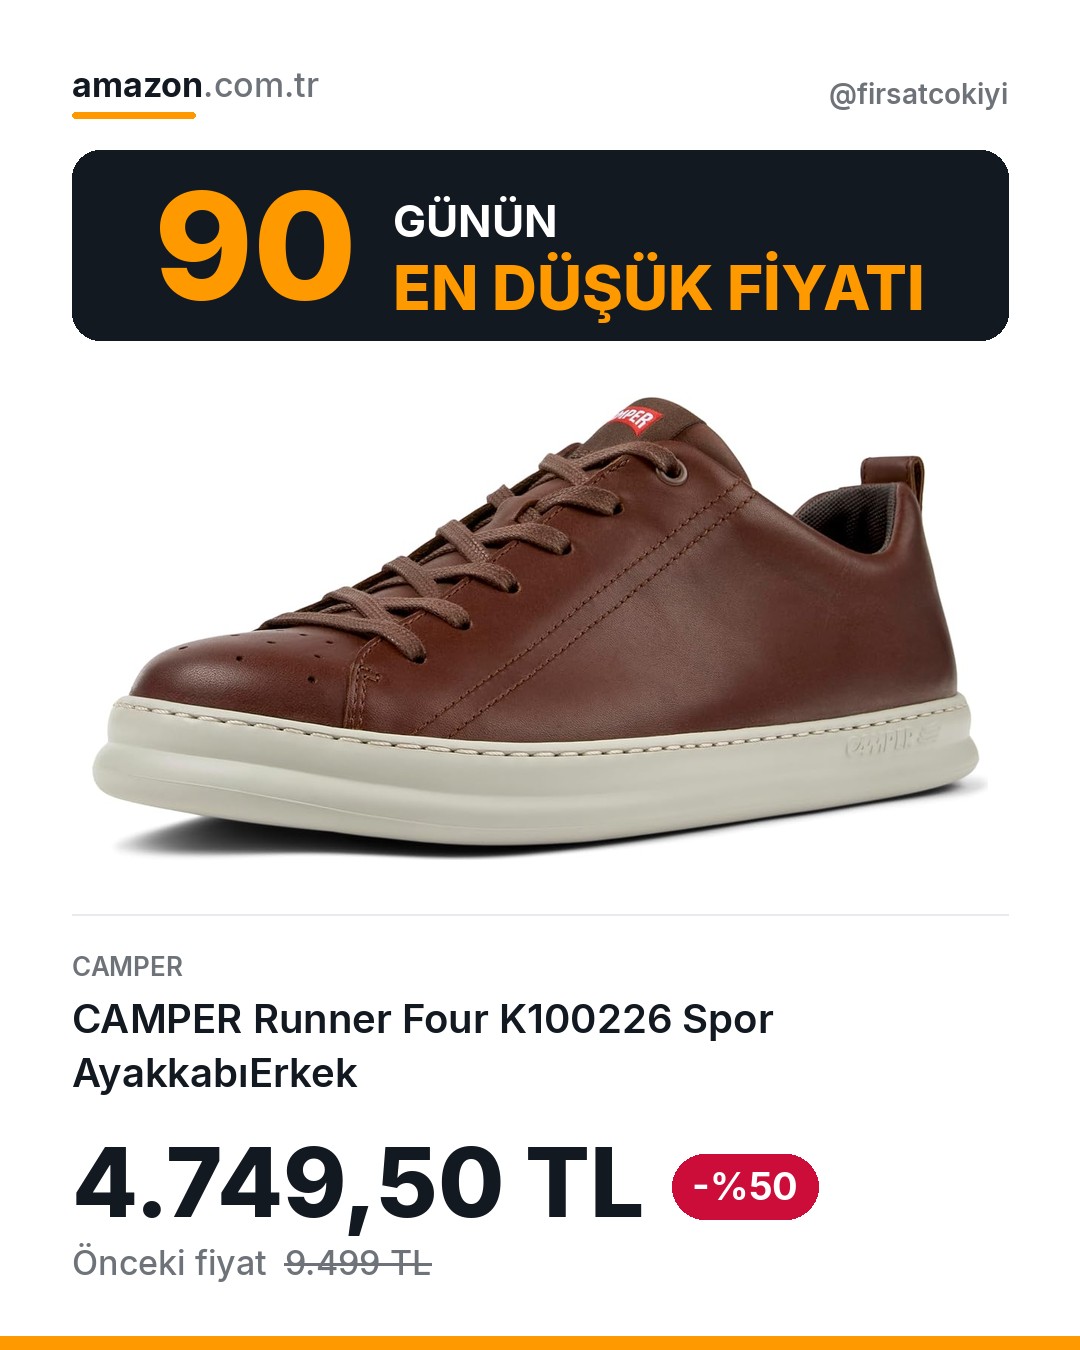 amazon.com.tr
@firsatcokiyi
90
GÜNÜN
EN DÜŞÜK FİYATI
CAMPER
CAMPER
CAMPER Runner Four K100226 Spor
AyakkabıErkek
4.749,50 TL
-%50
Önceki fiyat 9.499 TL